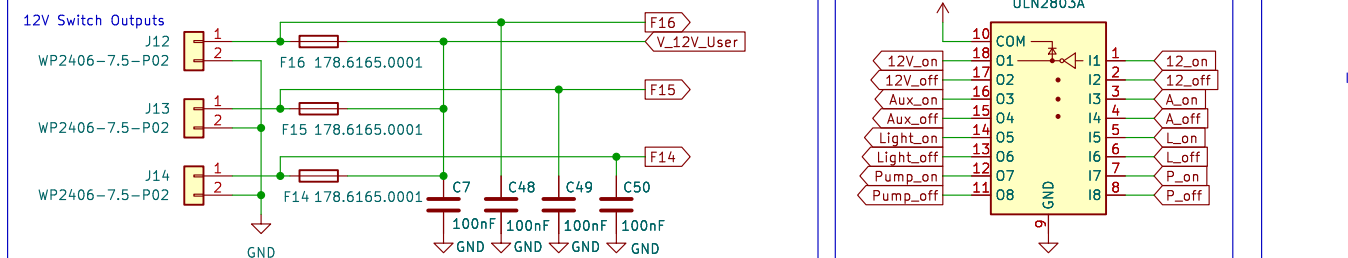 12V Switch Outputs
J12
WP2406-7.5-P02
1
2
F16 178.6165.0001
F16
V_12V_User
J13
WP2406-7.5-P02
1
2
F15 178.6165.0001
F15
J14
WP2406-7.5-P02
1
2
F14 178.6165.0001
F14
C7
100nF
C48
100nF
C49
100nF
C50
100nF
GND
GND
GND
GND
GND
ULN2803A
10 COM
12V_on 18 O1 I1 1 12_on
12V_off 17 O2 I2 2 12_off
Aux_on 16 O3 I3 3 A_on
Aux_off 15 O4 I4 4 A_off
Light_on 14 O5 I5 5 L_on
Light_off 13 O6 I6 6 L_off
Pump_on 12 O7 I7 7 P_on
Pump_off 11 O8 I8 8 P_off
GND
9